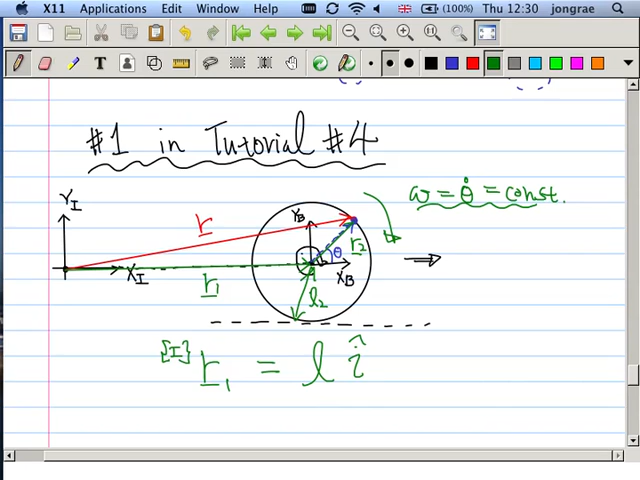 X11 Applications Edit Window Help (100%) Thu 12:30 jongrae
#1 in Tutorial #4
Y_I
X_I
r
r_1
Y_B
X_B
θ
r_2
l_2
ω = θ̇ = const.
⇒
[I] r_1 = l î